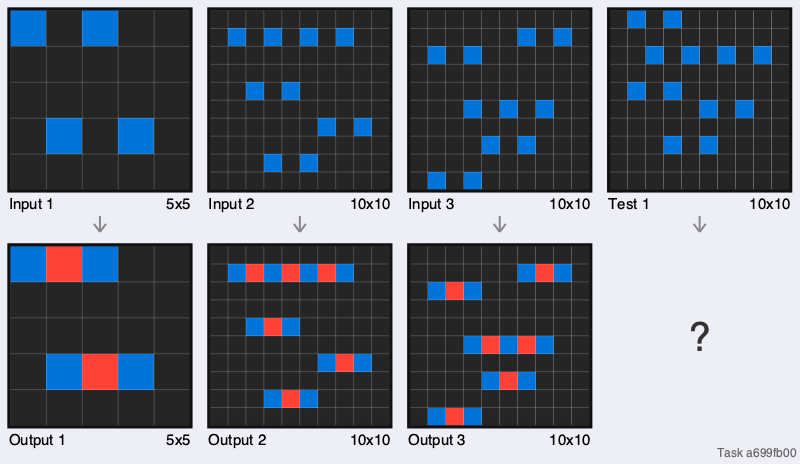 Input 1 5x5
Input 2 10x10
Input 3 10x10
Test 1 10x10
?
Output 1 5x5
Output 2 10x10
Output 3 10x10
Task a699fb00